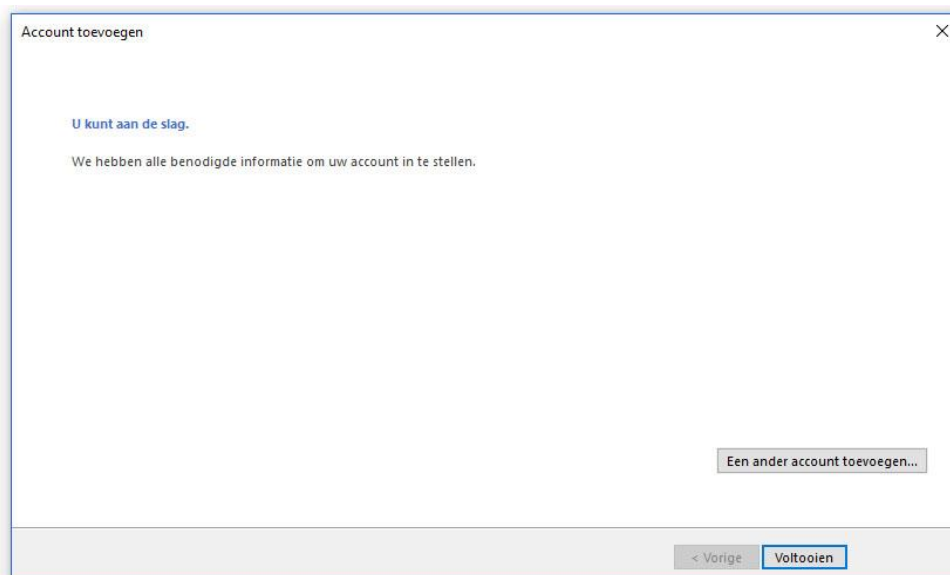 Account toevoegen
U kunt aan de slag.
We hebben alle benodigde informatie om uw account in te stellen.
Een ander account toevoegen...
< Vorige
Voltooien